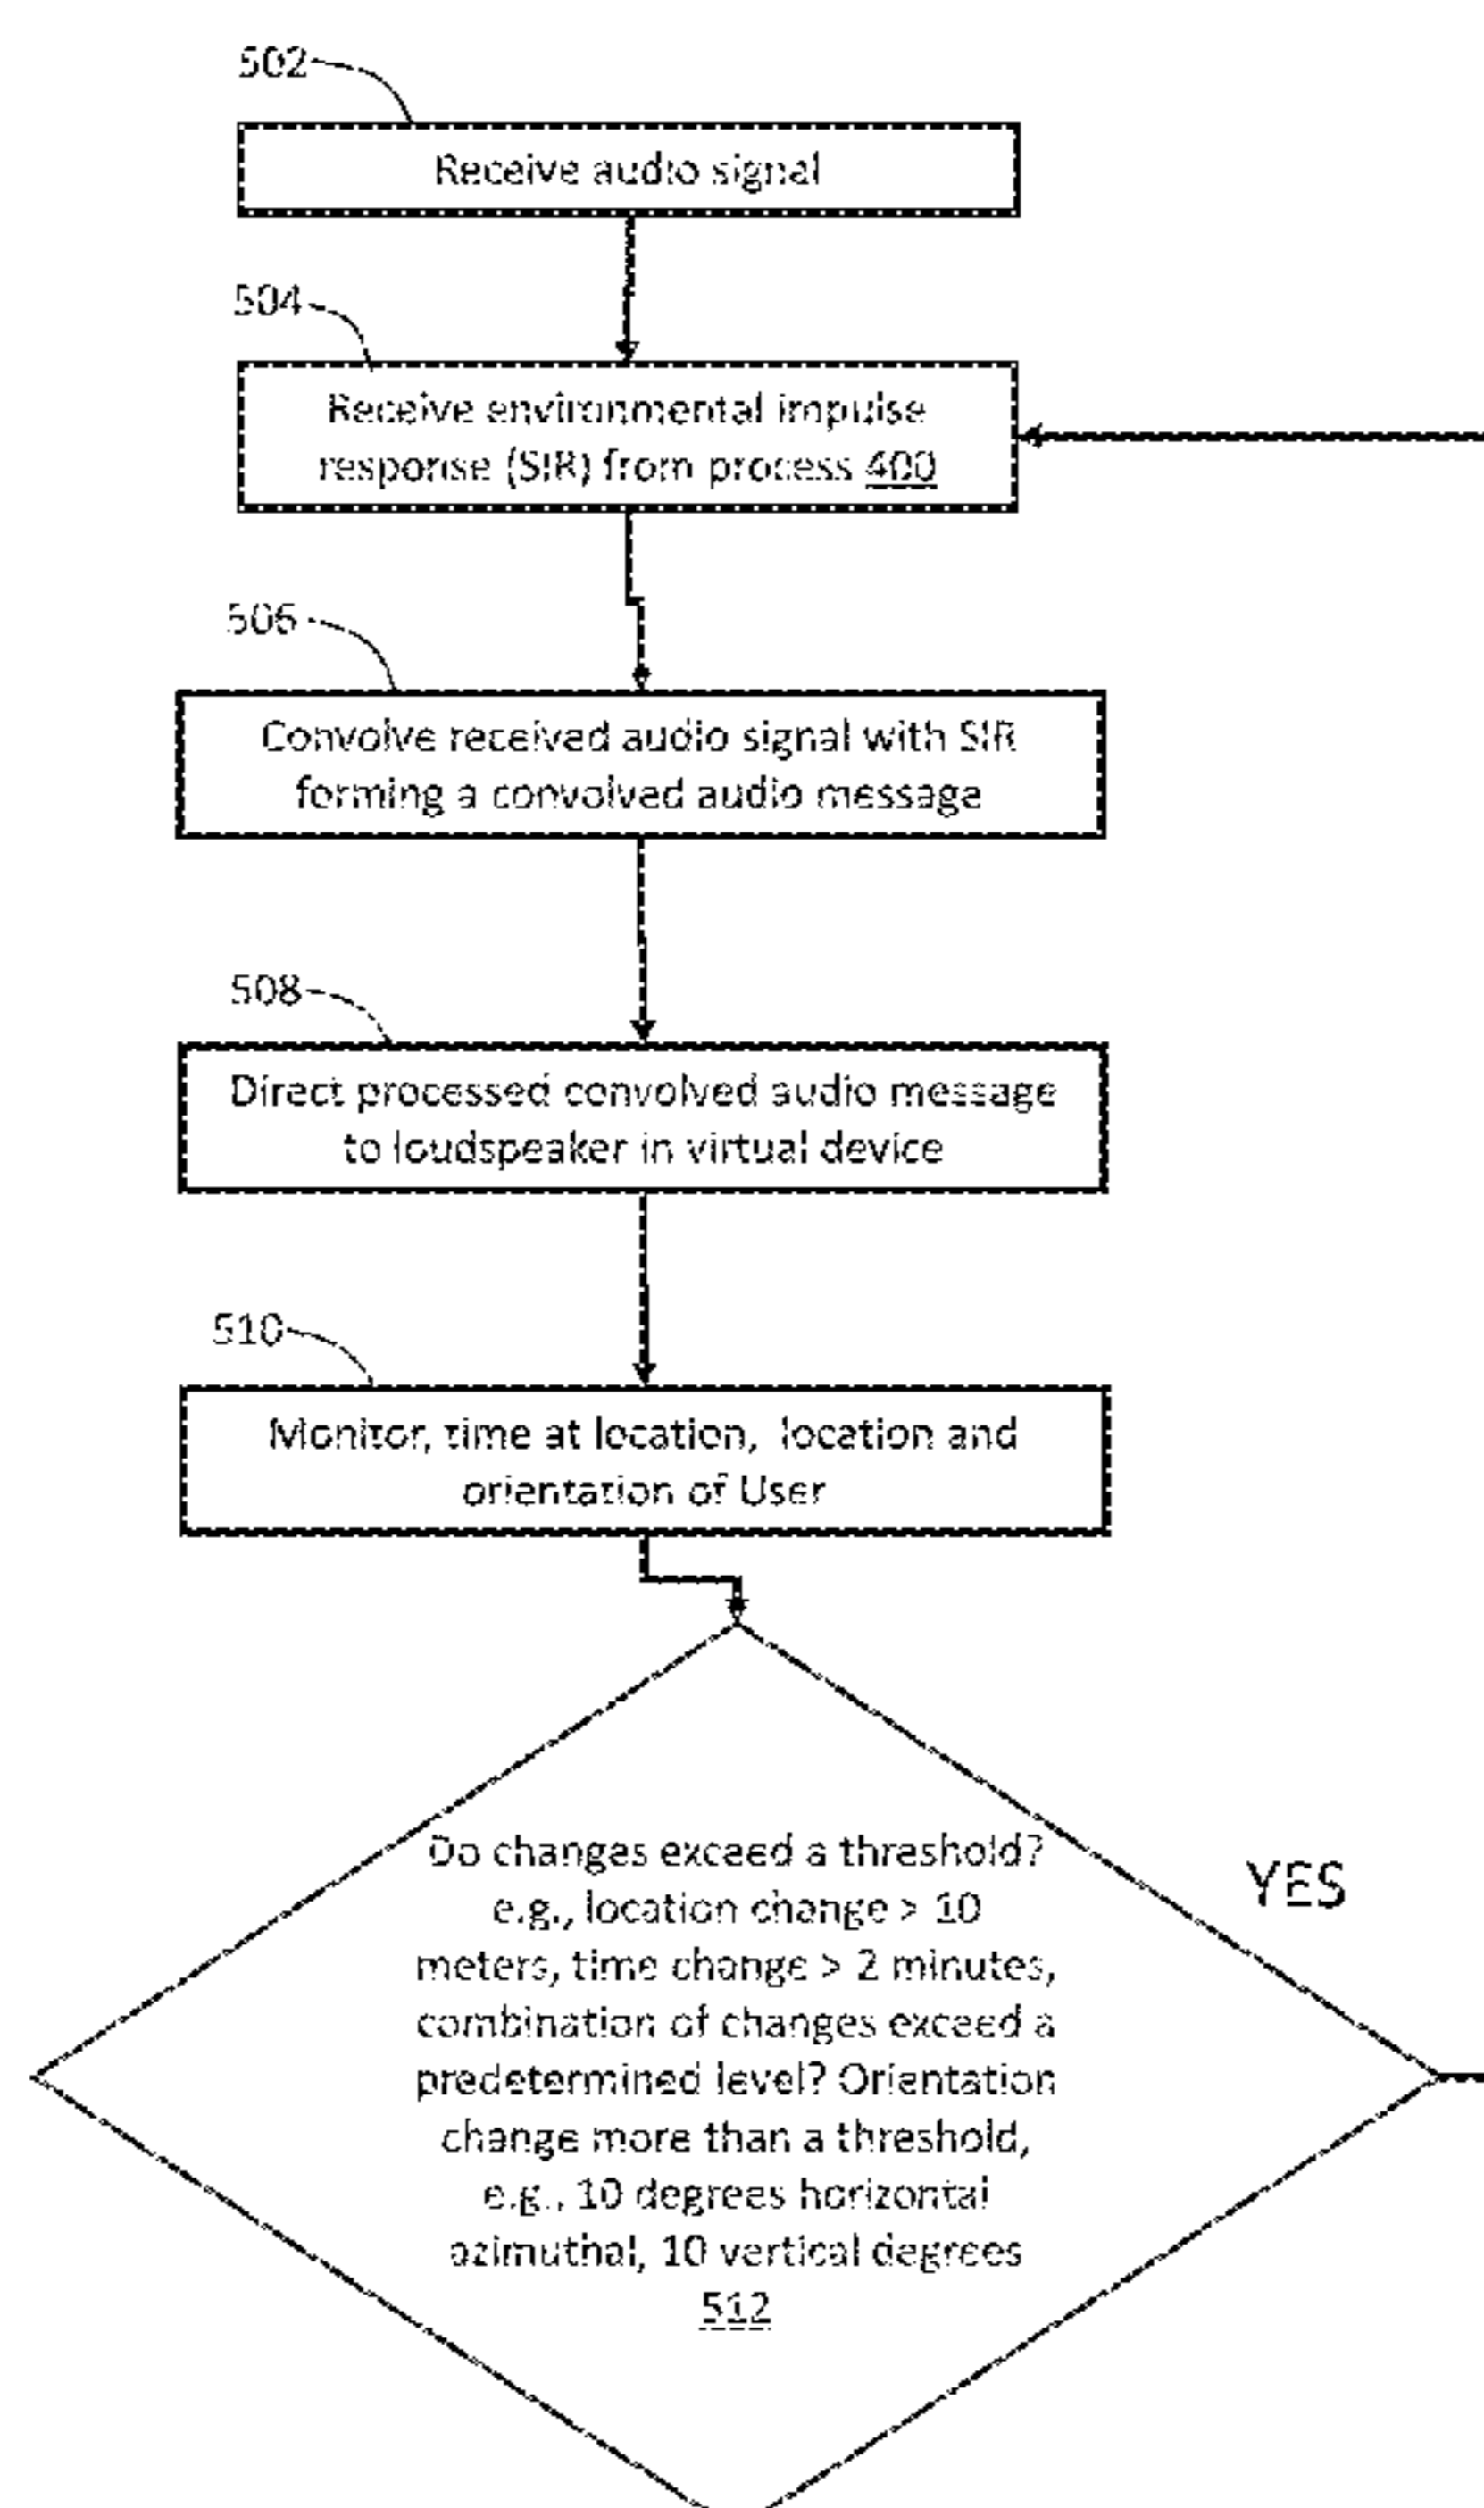 502
Receive audio signal
504
Receive environmental impulse
response (SIR) from process 400
506
Convolve received audio signal with SIR
forming a convolved audio message
508
Direct processed convolved audio message
to loudspeaker in virtual device
510
Monitor, time at location, location and
orientation of User
Do changes exceed a threshold?
e.g., location change > 10
meters, time change > 2 minutes,
combination of changes exceed a
predetermined level? Orientation
change more than a threshold,
e.g., 10 degrees horizontal
azimuthal, 10 vertical degrees
512
YES